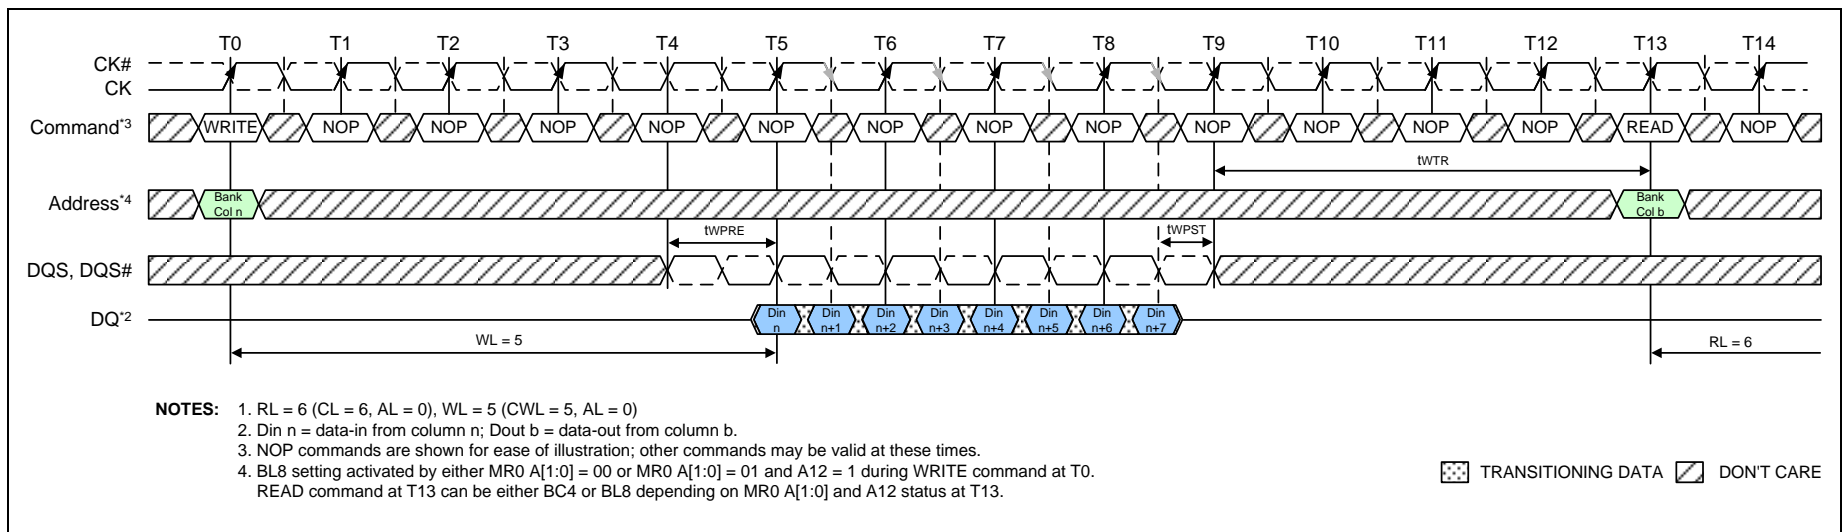 T0 T1 T2 T3 T4 T5 T6 T7 T8 T9 T10 T11 T12 T13 T14
CK#
CK
Command*3 WRITE NOP NOP NOP NOP NOP NOP NOP NOP NOP NOP NOP NOP READ NOP
tWTR
Address*4 Bank Col n Bank Col b
tWPRE tWPST
DQS, DQS#
DQ*2 Din n Din n+1 Din n+2 Din n+3 Din n+4 Din n+5 Din n+6 Din n+7
WL = 5 RL = 6
NOTES: 1. RL = 6 (CL = 6, AL = 0), WL = 5 (CWL = 5, AL = 0)
2. Din n = data-in from column n; Dout b = data-out from column b.
3. NOP commands are shown for ease of illustration; other commands may be valid at these times.
4. BL8 setting activated by either MR0 A[1:0] = 00 or MR0 A[1:0] = 01 and A12 = 1 during WRITE command at T0.
READ command at T13 can be either BC4 or BL8 depending on MR0 A[1:0] and A12 status at T13.
TRANSITIONING DATA DON'T CARE